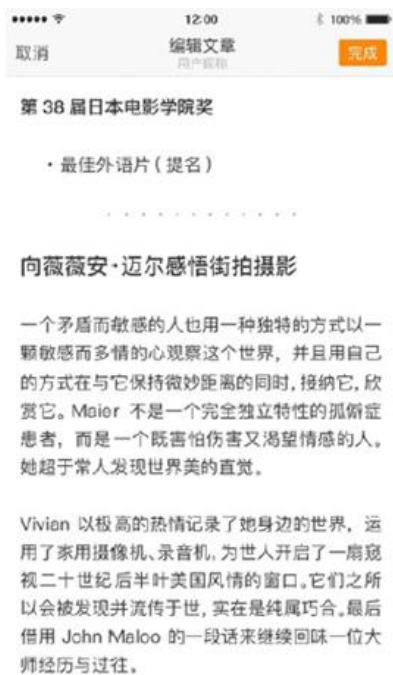 12:00
100%
取消
编辑文章
用户昵称
完成
第 38 届日本电影学院奖
· 最佳外语片（提名）
向薇薇安·迈尔感悟街拍摄影
一个矛盾而敏感的人也用一种独特的方式以一
颗敏感而多情的心观察这个世界，并且用自己
的方式在与它保持微妙距离的同时，接纳它，欣
赏它。Maier 不是一个完全独立特性的孤僻症
患者，而是一个既害怕伤害又渴望情感的人。
她超于常人发现世界美的直觉。
Vivian 以极高的热情记录了她身边的世界，运
用了家用摄像机、录音机，为世人开启了一扇窥
视二十世纪后半叶美国风情的窗口。它们之所
以会被发现并流传于世，实在是纯属巧合。最后
借用 John Maloo 的一段话来继续回味一位大
师经历与过往。